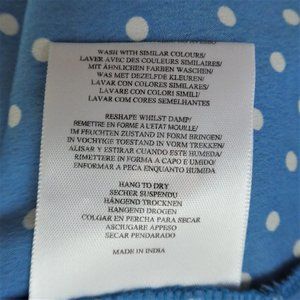 WASH WITH SIMILAR COLOURS/
LAVER AVEC DES COULEURS SIMILAIRES/
MIT ÄHNLICHEN FARBEN WASCHEN/
WAS MET DEZELFDE KLEUREN/
LAVAR CON COLORES SIMILARES/
LAVARE CON COLORI SIMILI/
LAVAR COM CORES SEMELHANTES
RESHAPE WHILST DAMP/
REMETTRE EN FORME A L'ETAT MOUILLE/
IM FEUCHTEN ZUSTAND IN FORM BRINGEN/
IN VOCHTIGE TOESTAND IN VORM TREKKEN/
ALISAR Y ESTIRAR CUANDO ESTE HUMEDA/
RIMETTERE IN FORMA A CAPO E UMIDO/
ENFORMAR A PECA ENQUANTO HUMIDA
HANG TO DRY
SECHER SUSPENDU
HÄNGEND TROCKNEN
HANGEND DROGEN
COLGAR EN PERCHA PARA SECAR
ASCIUGARE APPESO
SECAR PENDARADO
MADE IN INDIA